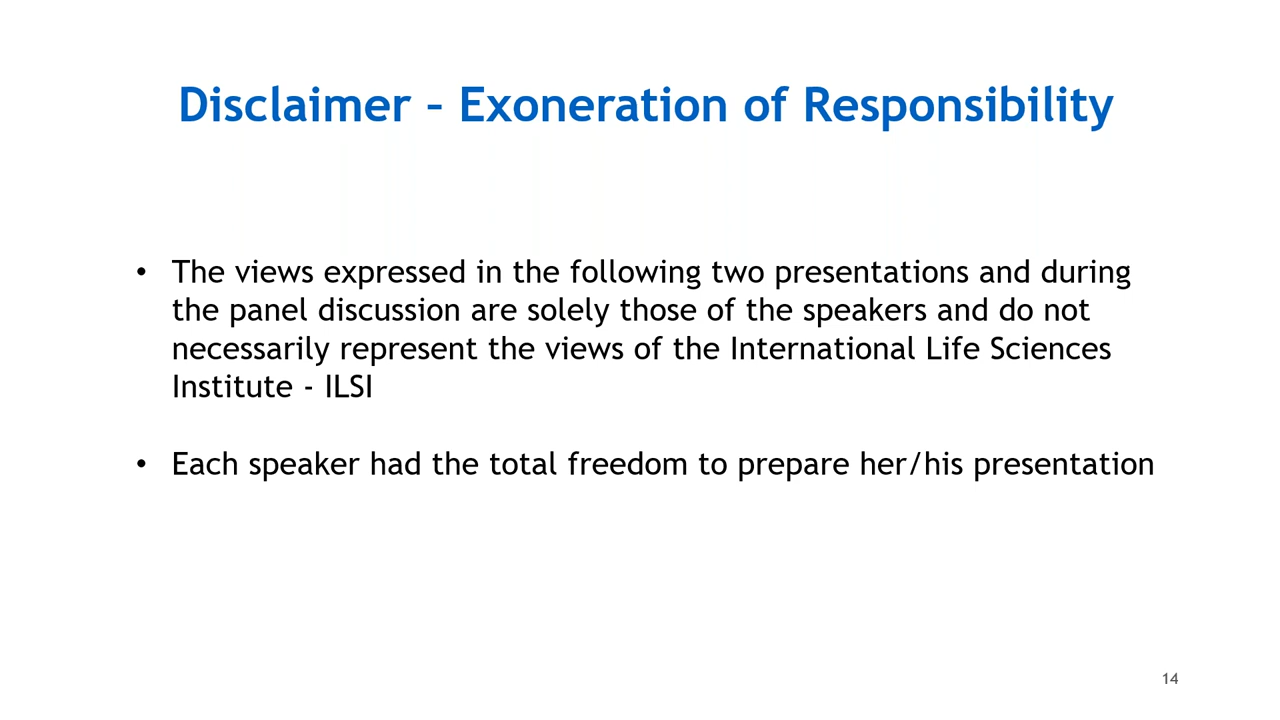 Disclaimer – Exoneration of Responsibility
• The views expressed in the following two presentations and during
the panel discussion are solely those of the speakers and do not
necessarily represent the views of the International Life Sciences
Institute - ILSI
• Each speaker had the total freedom to prepare her/his presentation
14